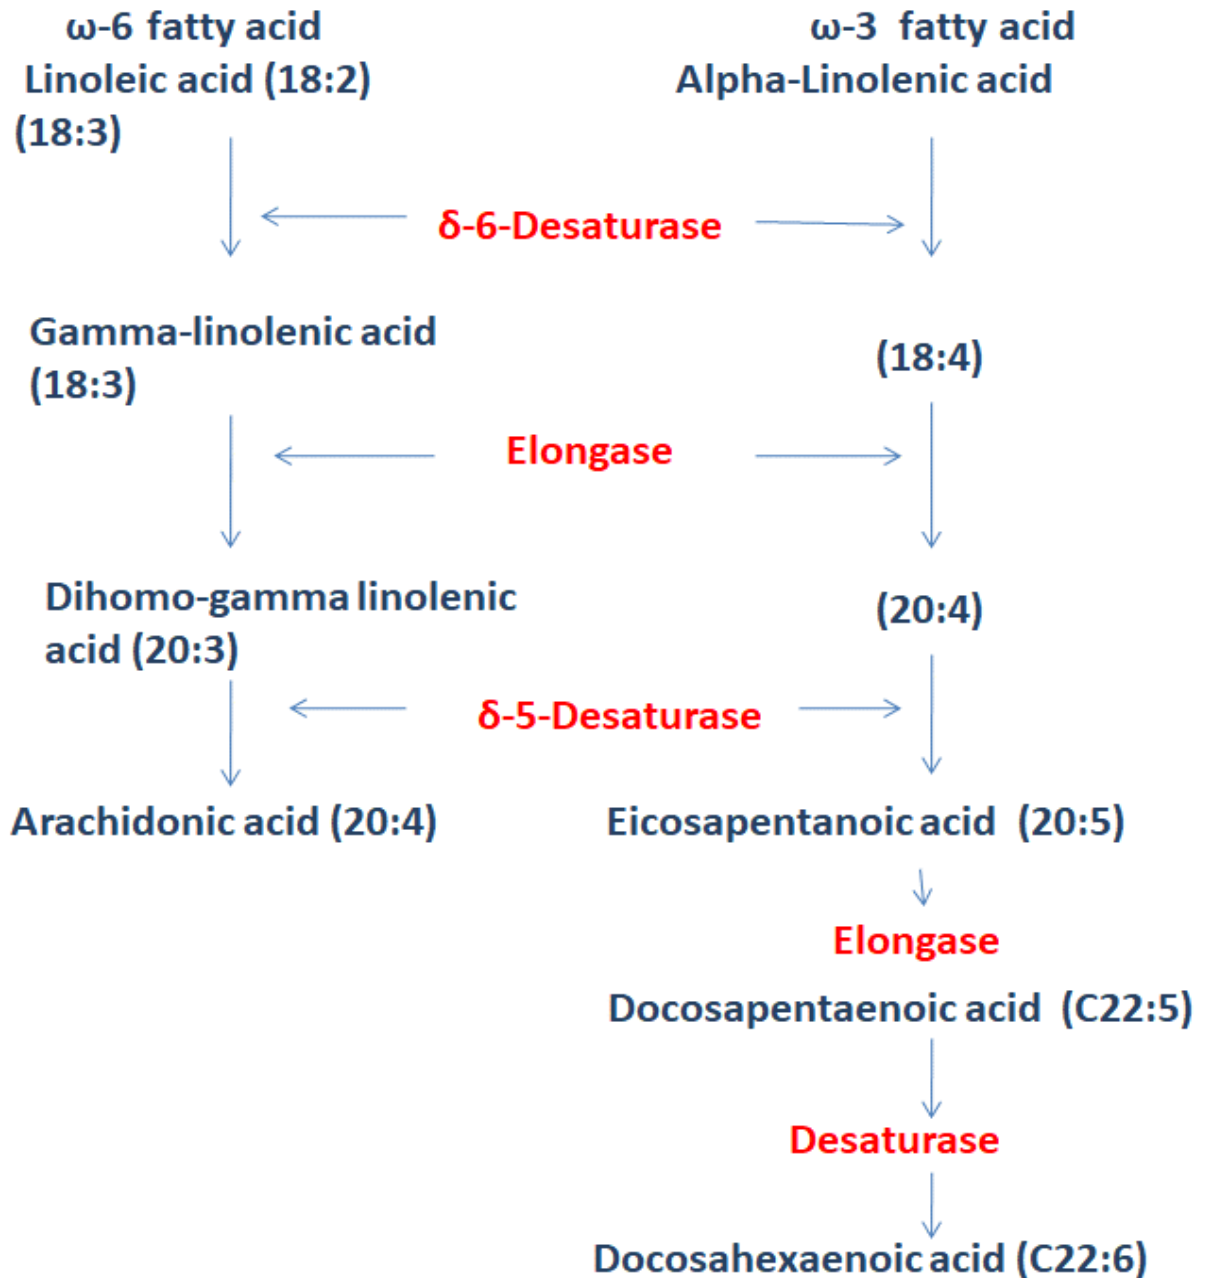 ω-6 fatty acid
ω-3 fatty acid
Linoleic acid (18:2)
Alpha-Linolenic acid
(18:3)
δ-6-Desaturase
Gamma-linolenic acid
(18:3)
(18:4)
Elongase
Dihomo-gamma linolenic
acid (20:3)
(20:4)
δ-5-Desaturase
Arachidonic acid (20:4)
Eicosapentanoic acid (20:5)
Elongase
Docosapentaenoic acid (C22:5)
Desaturase
Docosahexaenoic acid (C22:6)